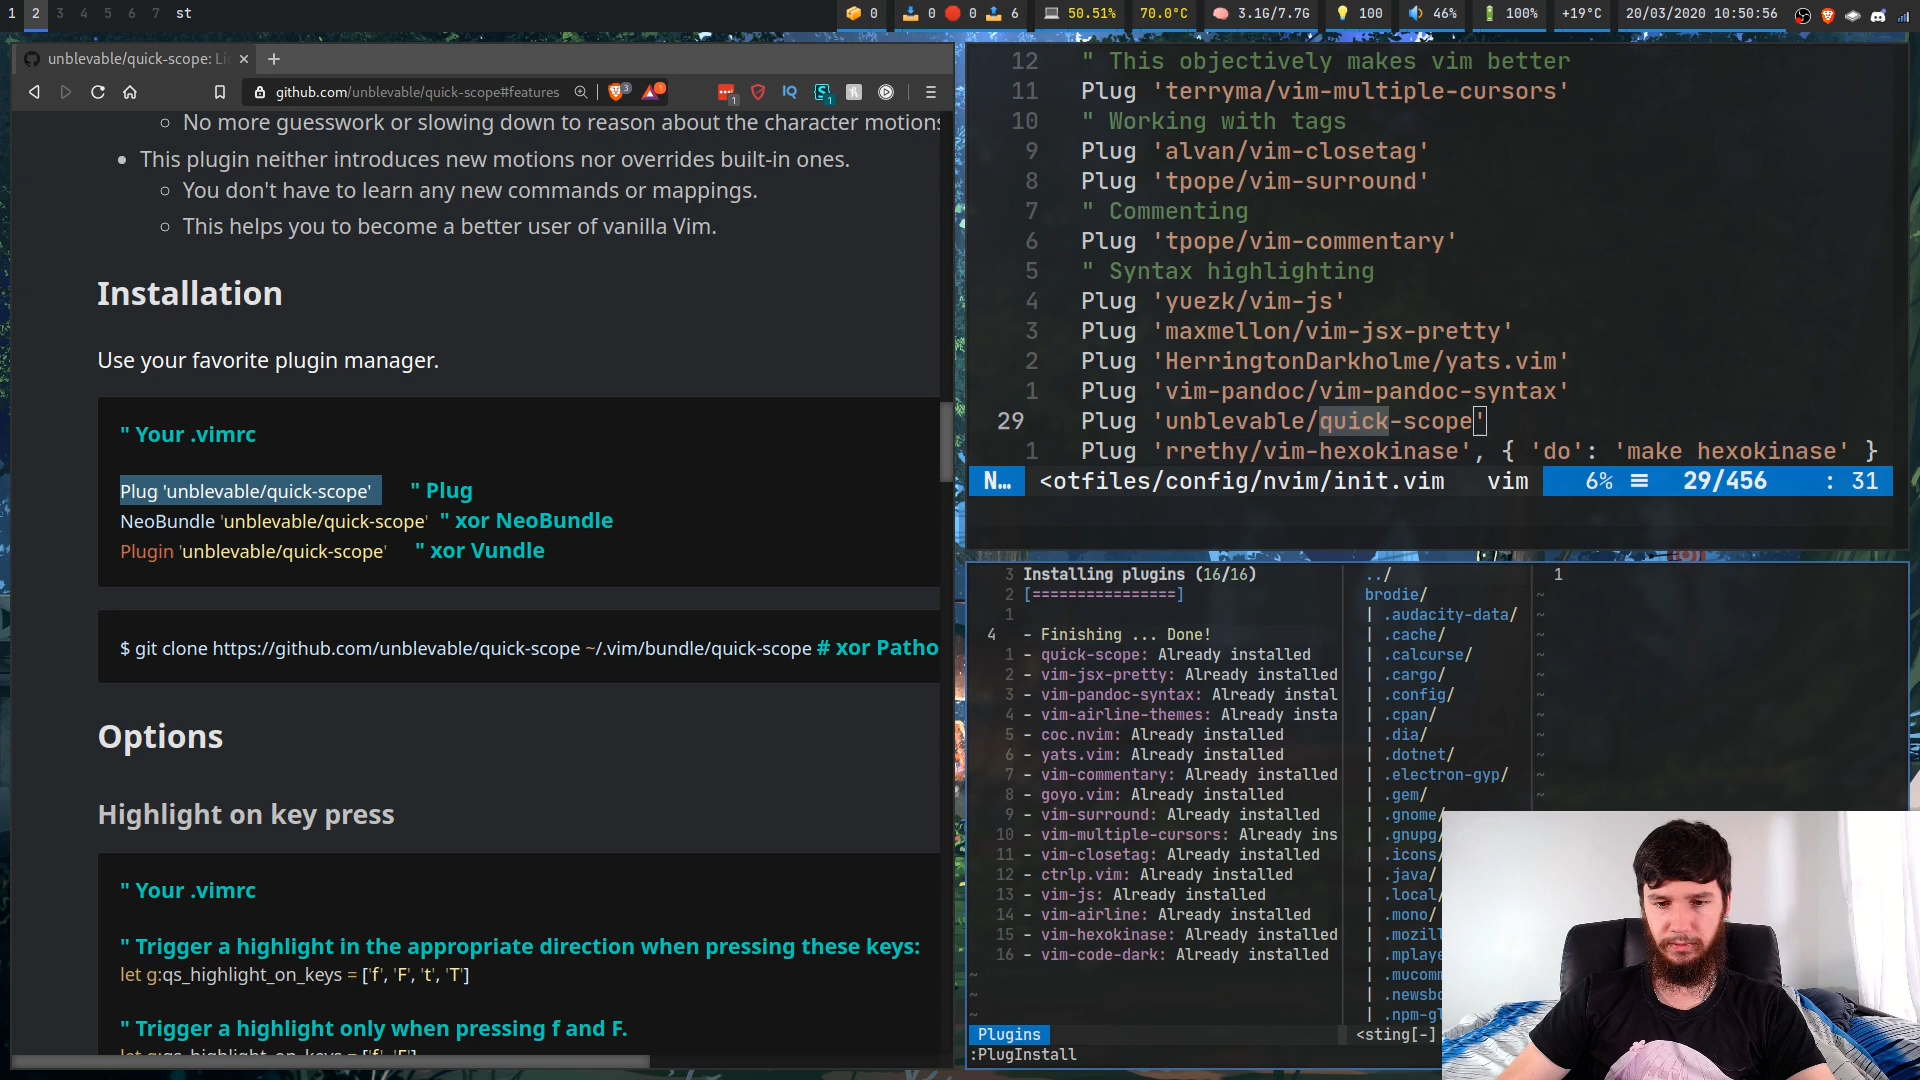 1 2 3 4 5 6 7 st
0 0 0 6 50.51% 70.0°C 3.1G/7.7G 100 46% 100% +19°C 20/03/2020 10:50:56
unblevable/quick-scope: Li × +
github.com/unblevable/quick-scope#features
No more guesswork or slowing down to reason about the character motions
This plugin neither introduces new motions nor overrides built-in ones.
You don't have to learn any new commands or mappings.
This helps you to become a better user of vanilla Vim.
Installation
Use your favorite plugin manager.
" Your .vimrc
Plug 'unblevable/quick-scope' " Plug
NeoBundle 'unblevable/quick-scope' " xor NeoBundle
Plugin 'unblevable/quick-scope' " xor Vundle
$ git clone https://github.com/unblevable/quick-scope ~/.vim/bundle/quick-scope # xor Patho
Options
Highlight on key press
" Your .vimrc
" Trigger a highlight in the appropriate direction when pressing these keys:
let g:qs_highlight_on_keys = ['f', 'F', 't', 'T']
" Trigger a highlight only when pressing f and F.
let g:qs_highlight_on_keys = ['f', 'F']
12 " This objectively makes vim better
11 Plug 'terryma/vim-multiple-cursors'
10 " Working with tags
9 Plug 'alvan/vim-closetag'
8 Plug 'tpope/vim-surround'
7 " Commenting
6 Plug 'tpope/vim-commentary'
5 " Syntax highlighting
4 Plug 'yuezk/vim-js'
3 Plug 'maxmellon/vim-jsx-pretty'
2 Plug 'HerringtonDarkholme/yats.vim'
1 Plug 'vim-pandoc/vim-pandoc-syntax'
29 Plug 'unblevable/quick-scope'
1 Plug 'rrethy/vim-hexokinase', { 'do': 'make hexokinase' }
N… <otfiles/config/nvim/init.vim vim 6% ≡ 29/456 : 31
3 Installing plugins (16/16)
2 [================]
1
4 - Finishing ... Done!
1 - quick-scope: Already installed
2 - vim-jsx-pretty: Already installed
3 - vim-pandoc-syntax: Already instal
4 - vim-airline-themes: Already insta
5 - coc.nvim: Already installed
6 - yats.vim: Already installed
7 - vim-commentary: Already installed
8 - goyo.vim: Already installed
9 - vim-surround: Already installed
10 - vim-multiple-cursors: Already ins
11 - vim-closetag: Already installed
12 - ctrlp.vim: Already installed
13 - vim-js: Already installed
14 - vim-airline: Already installed
15 - vim-hexokinase: Already installed
16 - vim-code-dark: Already installed
~
~
~
Plugins
:PlugInstall
../
brodie/
| .audacity-data/
| .cache/
| .calcurse/
| .cargo/
| .config/
| .cpan/
| .dia/
| .dotnet/
| .electron-gyp/
| .gem/
| .gnome/
| .gnupg/
| .icons/
| .java/
| .local/
| .mono/
| .mozill
| .mplaye
| .mucomm
| .newsbo
| .npm-gl
<sting[-]
1
~
~
~
~
~
~
~
~
~
~
~